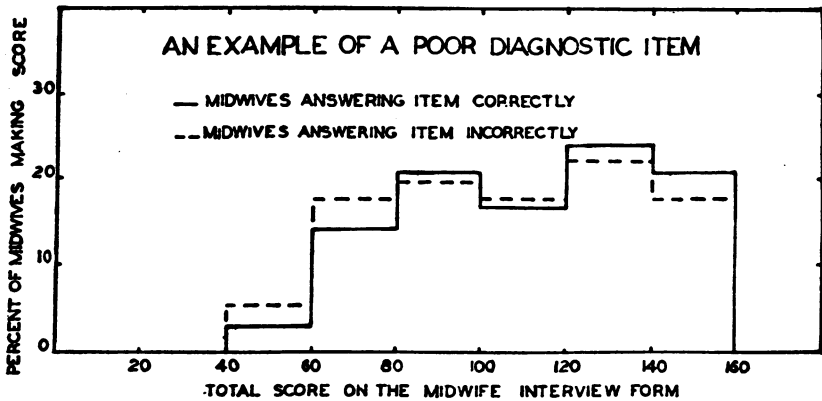 AN EXAMPLE OF A POOR DIAGNOSTIC ITEM
MIDWIVES ANSWERING ITEM CORRECTLY
MIDWIVES ANSWERING ITEM INCORRECTLY
PERCENT OF MIDWIVES MAKING SCORE
30
20
10
0
20 40 60 80 100 120 140 160
TOTAL SCORE ON THE MIDWIFE INTERVIEW FORM